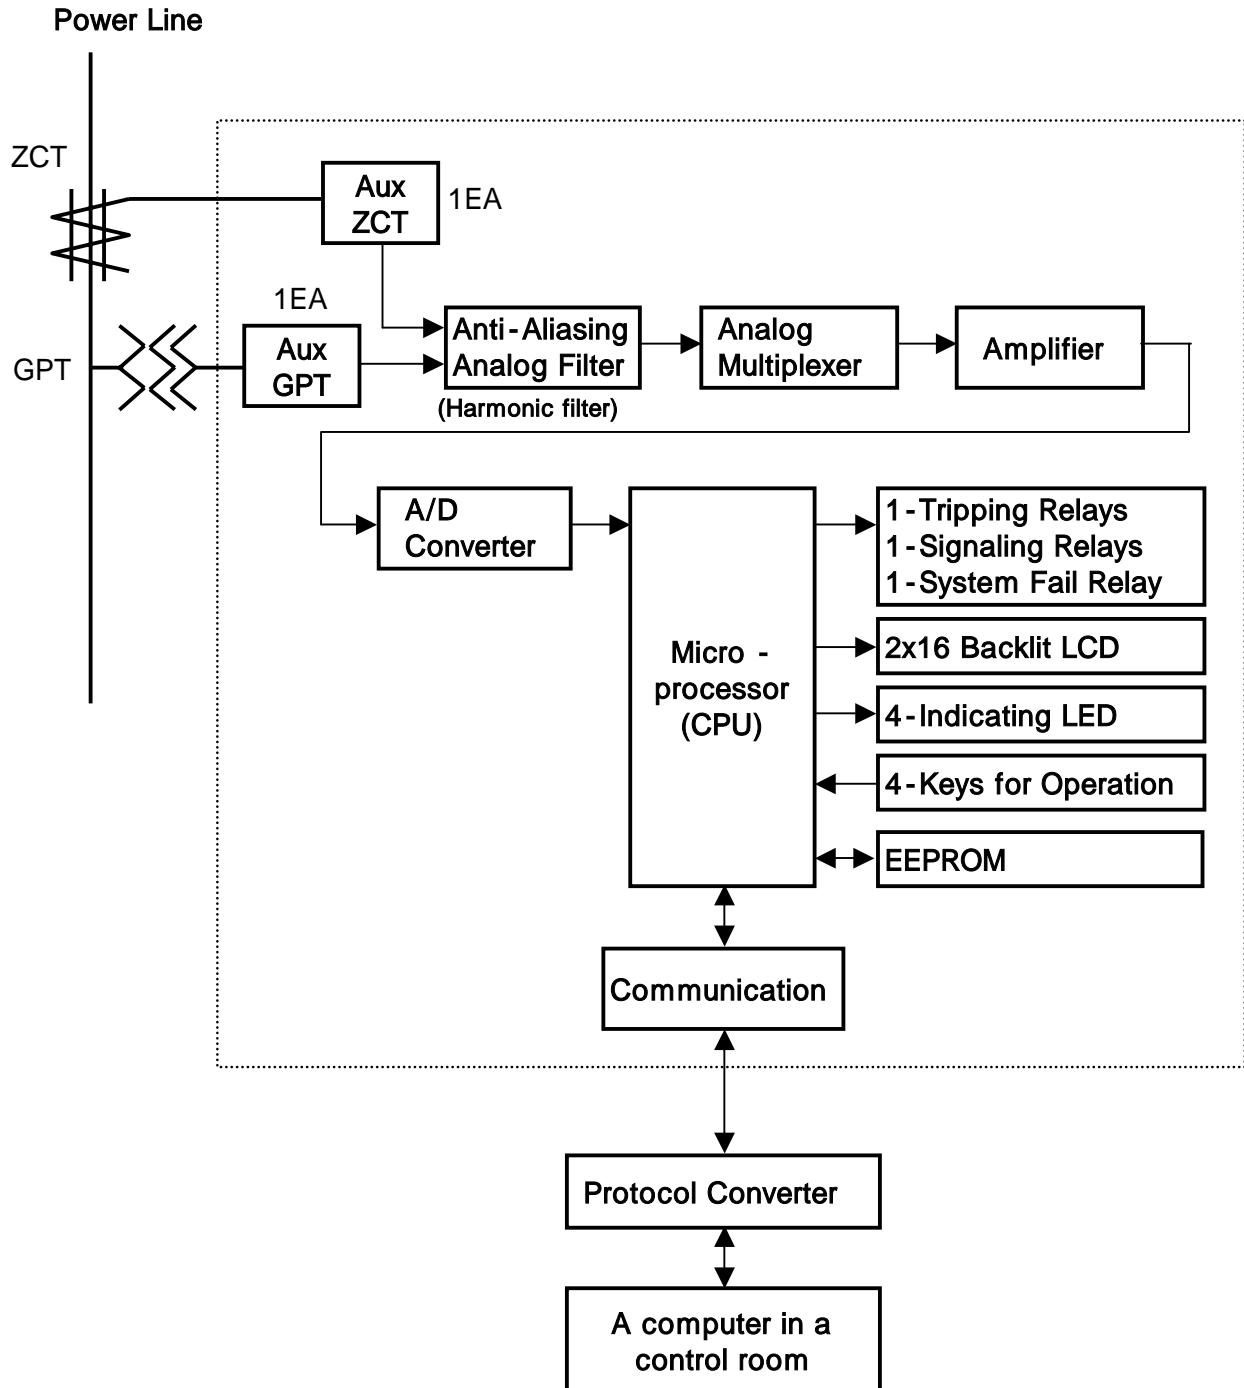 Power Line
ZCT
Aux
ZCT
1EA
1EA
GPT
Aux
GPT
Anti-Aliasing
Analog Filter
(Harmonic filter)
Analog
Multiplexer
Amplifier
A/D
Converter
Micro -
processor
(CPU)
1-Tripping Relays
1-Signaling Relays
1-System Fail Relay
2x16 Backlit LCD
4-Indicating LED
4-Keys for Operation
EEPROM
Communication
Protocol Converter
A computer in a
control room